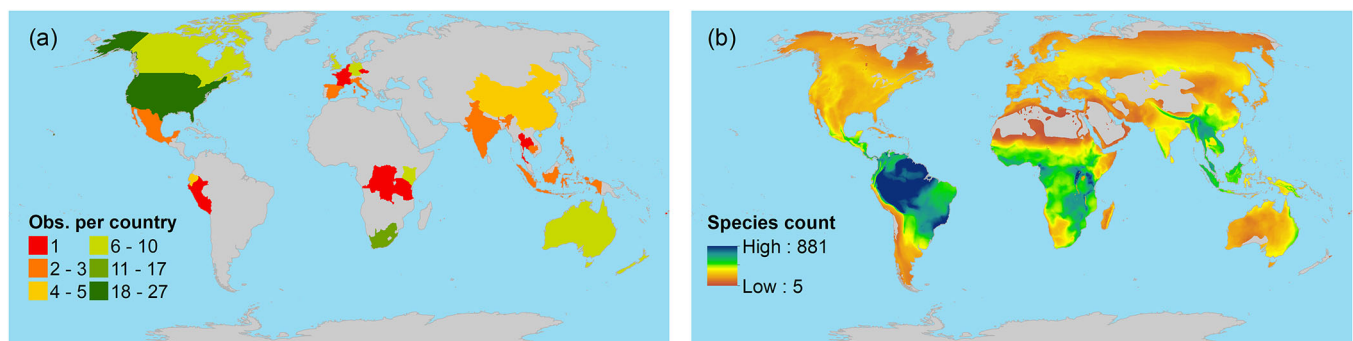 (a)
Obs. per country
1 6 - 10
2 - 3 11 - 17
4 - 5 18 - 27
(b)
Species count
High : 881
Low : 5